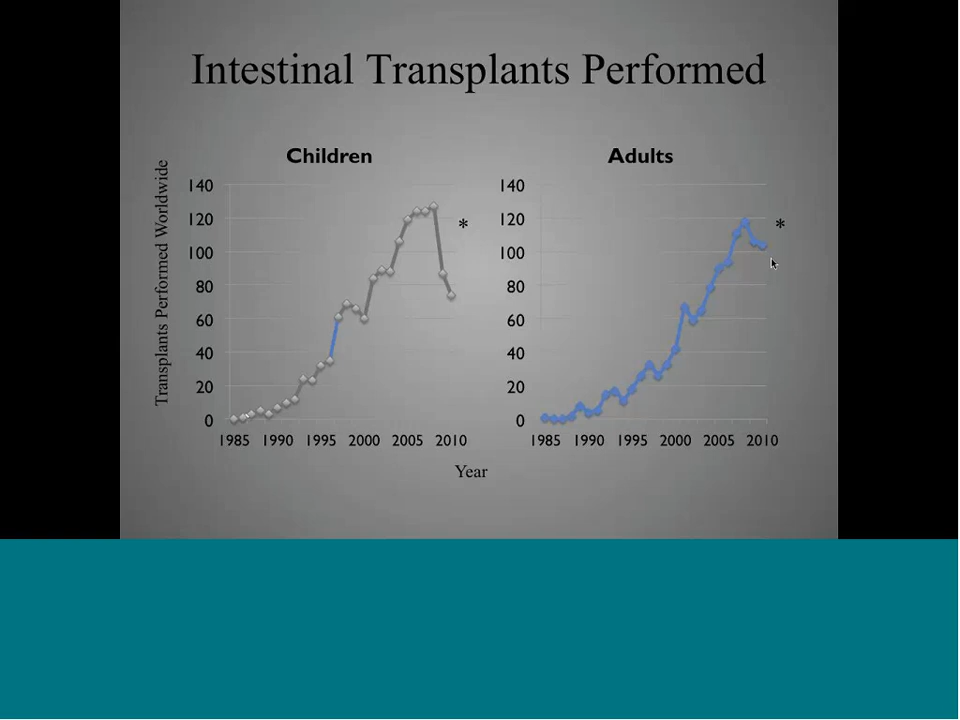 Intestinal Transplants Performed
Children
Adults
Transplants Performed Worldwide
140
120
100
80
60
40
20
0
*
1985 1990 1995 2000 2005 2010
140
120
100
80
60
40
20
0
*
1985 1990 1995 2000 2005 2010
Year